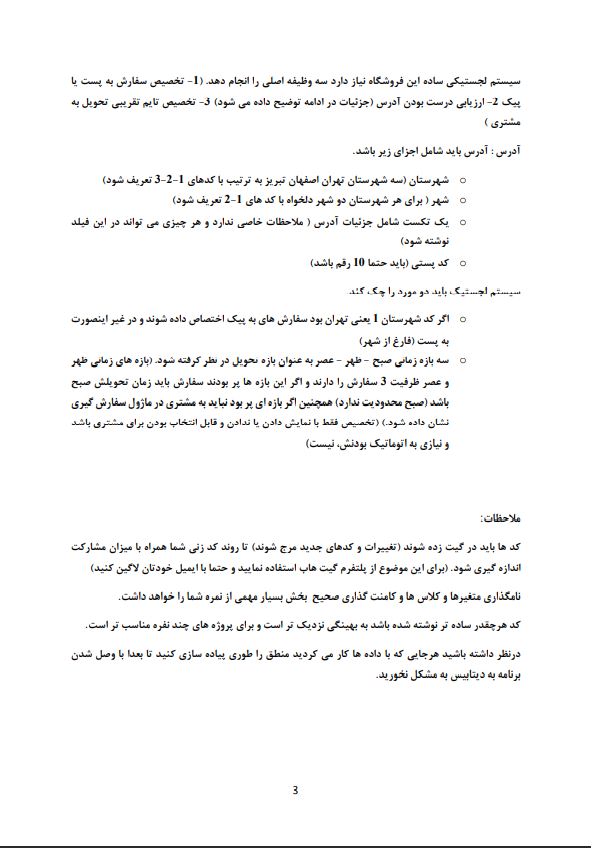 سیستم لجستیکی ساده این فروشگاه نیاز دارد سه وظیفه اصلی را انجام دهد. (1- تخصیص سفارش به پست یا
پیک 2- ارزیابی درست بودن آدرس (جزئیات در ادامه توضیح داده می شود) 3- تخصیص تایم تقریبی تحویل به
مشتری )
آدرس : آدرس باید شامل اجزای زیر باشد.
o شهرستان (سه شهرستان تهران اصفهان تبریز به ترتیب با کدهای 1-2-3 تعریف شود)
o شهر ( برای هر شهرستان دو شهر دلخواه با کد های 1-2 تعریف شود)
o یک تکست شامل جزئیات آدرس ( ملاحظات خاصی ندارد و هر چیزی می تواند در این فیلد
نوشته شود)
o کد پستی (باید حتما 10 رقم باشد)
سیستم لجستیک باید دو مورد را چک کند.
o اگر کد شهرستان 1 یعنی تهران بود سفارش های به پیک اختصاص داده شوند و در غیر اینصورت
به پست (فارغ از شهر)
o سه بازه زمانی صبح - ظهر - عصر به عنوان بازه تحویل در نظر گرفته شود. (بازه های زمانی ظهر
و عصر ظرفیت 3 سفارش را دارند و اگر این بازه ها پر بودند سفارش باید زمان تحویلش صبح
باشد (صبح محدودیت ندارد) همچنین اگر بازه ای پر بود نباید به مشتری در ماژول سفارش گیری
نشان داده شود.) (تخصیص فقط با نمایش دادن یا ندادن و قابل انتخاب بودن برای مشتری باشد
و نیازی به اتوماتیک بودنش، نیست)
ملاحظات:
کد ها باید در گیت زده شوند (تغییرات و کدهای جدید مرج شوند) تا روند کد زنی شما همراه با میزان مشارکت
اندازه گیری شود. (برای این موضوع از پلتفرم گیت هاب استفاده نمایید و حتما با ایمیل خودتان لاگین کنید)
نامگذاری متغیرها و کلاس ها و کامنت گذاری صحیح بخش بسیار مهمی از نمره شما را خواهد داشت.
کد هرچقدر ساده تر نوشته شده باشد به بهینگی نزدیک تر است و برای پروژه های چند نفره مناسب تر است.
درنظر داشته باشید هرجایی که با داده ها کار می کردید منطق را طوری پیاده سازی کنید تا بعدا با وصل شدن
برنامه به دیتابیس به مشکل نخورید.
3